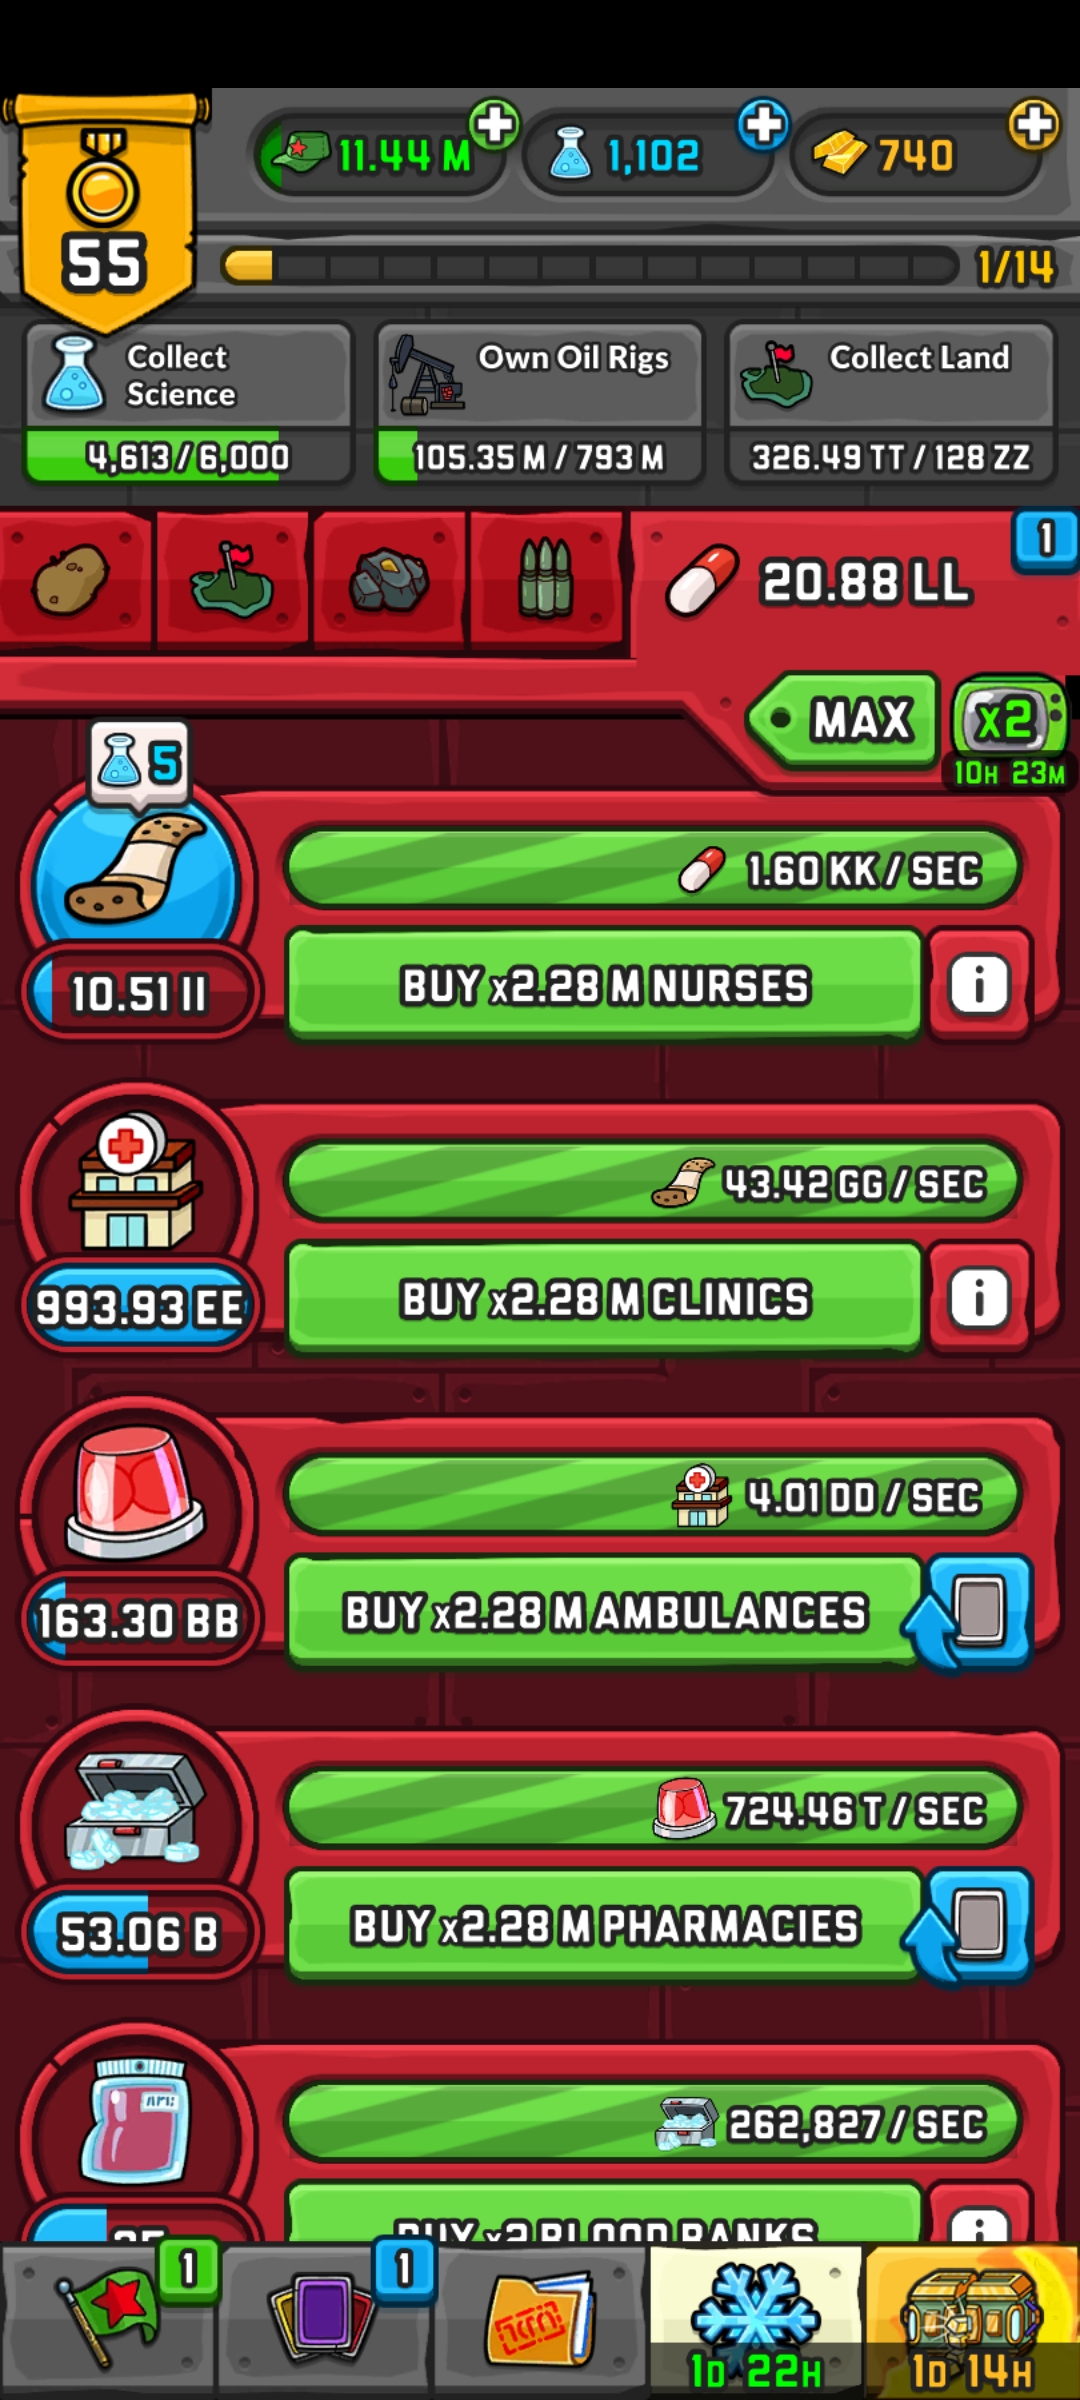 55
11.44 M
1,102
740
1/14
Collect
Science
4,613 / 6,000
Own Oil Rigs
105.35 M / 793 M
Collect Land
326.49 TT / 128 ZZ
20.88 LL
1
MAX
x2
10H 23M
5
1.60 KK / SEC
10.51 II
BUY x2.28 M NURSES
43.42 GG / SEC
993.93 EE
BUY x2.28 M CLINICS
4.01 DD / SEC
163.30 BB
BUY x2.28 M AMBULANCES
724.46 T / SEC
53.06 B
BUY x2.28 M PHARMACIES
262,827 / SEC
BUY x2 BLOOD BANKS
1
1
1D 22H
1D 14H